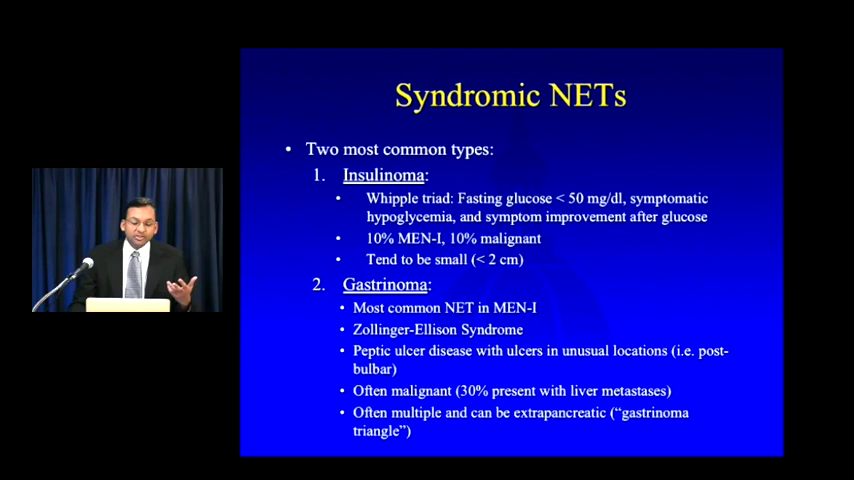 Syndromic NETs
• Two most common types:
1. Insulinoma:
• Whipple triad: Fasting glucose < 50 mg/dl, symptomatic
hypoglycemia, and symptom improvement after glucose
• 10% MEN-I, 10% malignant
• Tend to be small (< 2 cm)
2. Gastrinoma:
• Most common NET in MEN-I
• Zollinger-Ellison Syndrome
• Peptic ulcer disease with ulcers in unusual locations (i.e. post-
bulbar)
• Often malignant (30% present with liver metastases)
• Often multiple and can be extrapancreatic (“gastrinoma
triangle”)